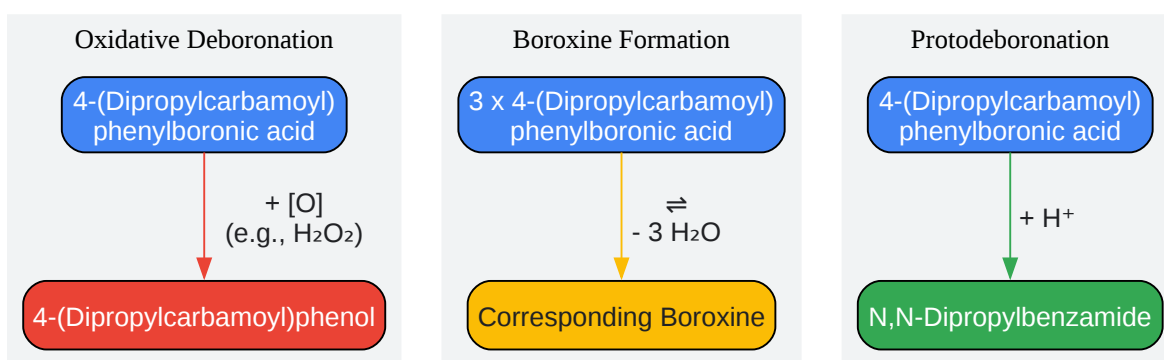 Oxidative Deboronation
4-(Dipropylcarbamoyl)
phenylboronic acid
+ [O]
(e.g., H₂O₂)
4-(Dipropylcarbamoyl)phenol
Boroxine Formation
3 x 4-(Dipropylcarbamoyl)
phenylboronic acid
⇌
- 3 H₂O
Corresponding Boroxine
Protodeboronation
4-(Dipropylcarbamoyl)
phenylboronic acid
+ H⁺
N,N-Dipropylbenzamide